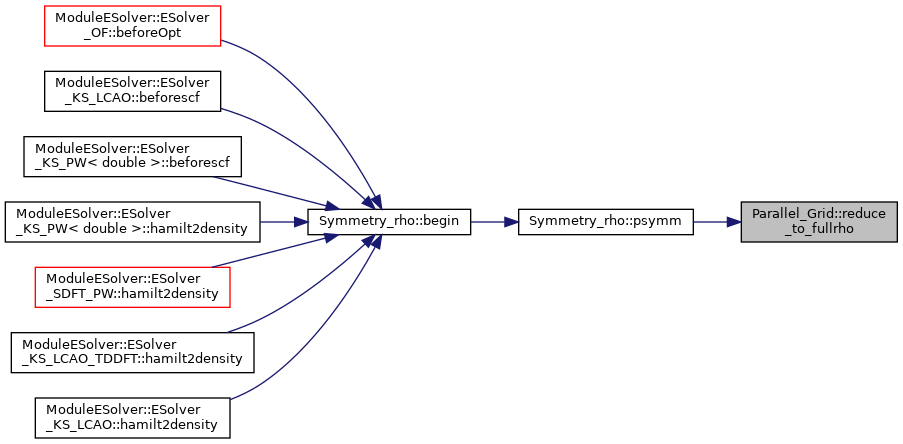 ModuleESolver::ESolver
_OF::beforeOpt
ModuleESolver::ESolver
_KS_LCAO::beforescf
ModuleESolver::ESolver
_KS_PW< double >::beforescf
ModuleESolver::ESolver
_KS_PW< double >::hamilt2density
ModuleESolver::ESolver
_SDFT_PW::hamilt2density
ModuleESolver::ESolver
_KS_LCAO_TDDFT::hamilt2density
ModuleESolver::ESolver
_KS_LCAO::hamilt2density
Symmetry_rho::begin
Symmetry_rho::psymm
Parallel_Grid::reduce
_to_fullrho